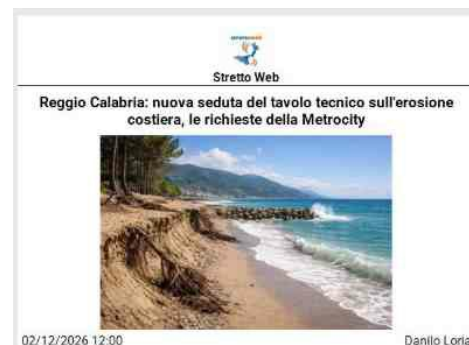 Stretto Web
Reggio Calabria: nuova seduta del tavolo tecnico sull'erosione
costiera, le richieste della Metrocity
02/12/2026 12:00
Danilo Loria